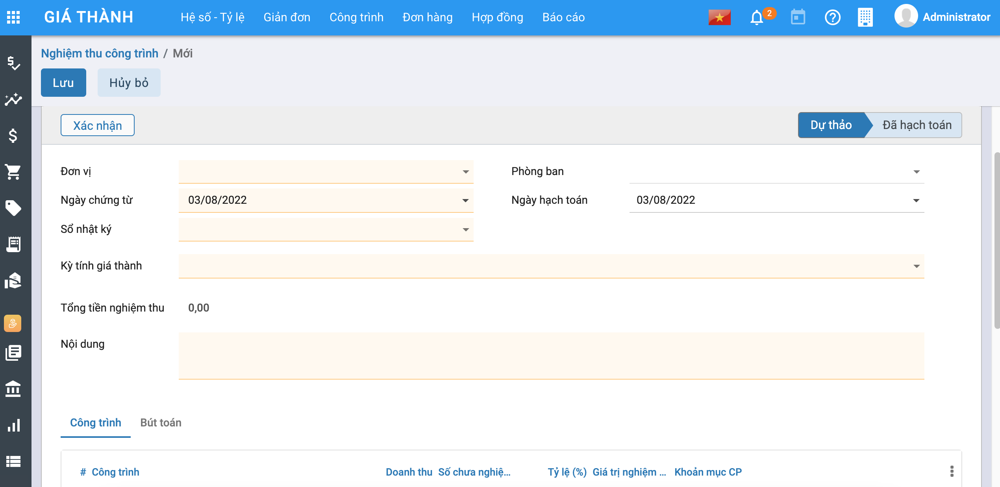 GIÁ THÀNH Hệ số - Tỷ lệ Giản đơn Công trình Đơn hàng Hợp đồng Báo cáo 2 Administrator
Nghiệm thu công trình / Mới
Lưu Hủy bỏ
Xác nhận Dự thảo Đã hạch toán
Đơn vị Phòng ban
Ngày chứng từ 03/08/2022 Ngày hạch toán 03/08/2022
Sổ nhật ký
Kỳ tính giá thành
Tổng tiền nghiệm thu 0,00
Nội dung
Công trình Bút toán
# Công trình Doanh thu Số chưa nghiệ... Tỷ lệ (%) Giá trị nghiệm ... Khoản mục CP